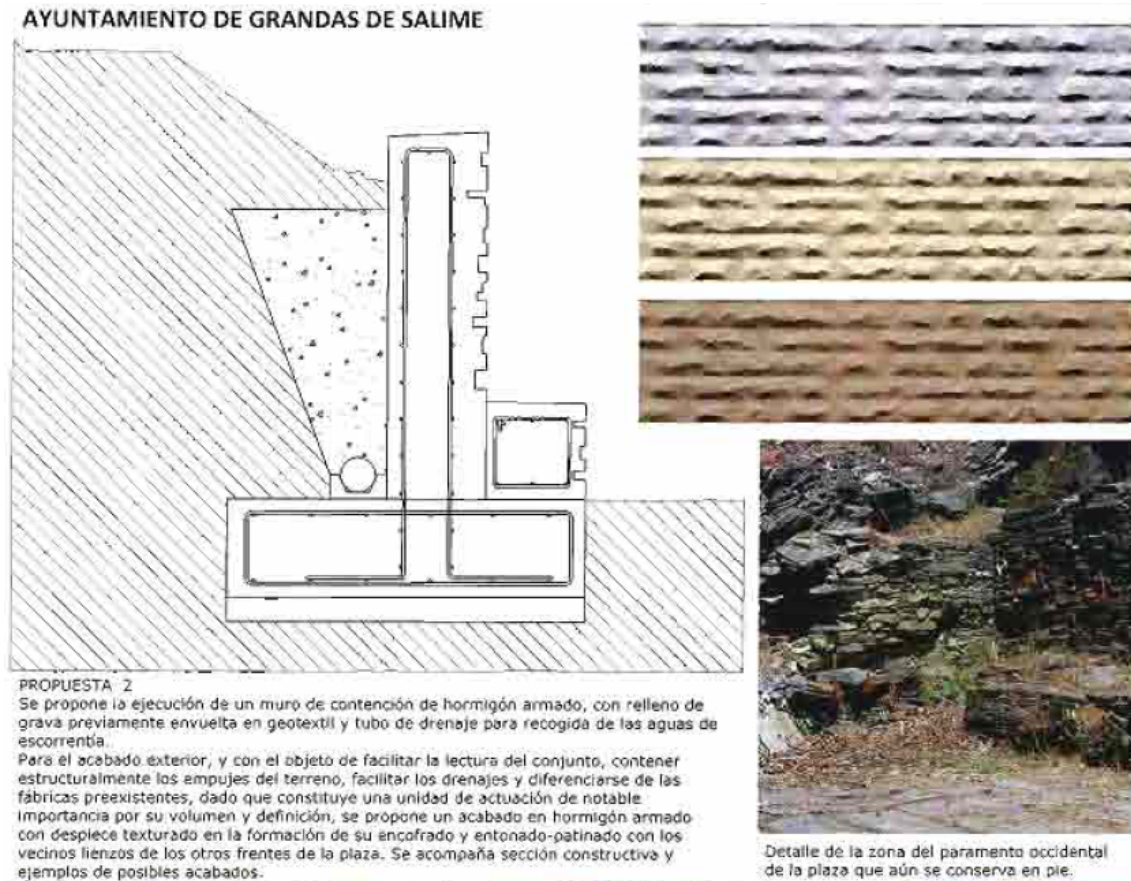 AYUNTAMIENTO DE GRANDAS DE SALIME
PROPUESTA 2
Se propone la ejecución de un muro de contención de hormigón armado, con relleno de
grava previamente envuelta en geotextil y tubo de drenaje para recogida de las aguas de
escorrentía.
Para el acabado exterior, y con el objeto de facilitar la lectura del conjunto, contener
estructuralmente los empujes del terreno, facilitar los drenajes y diferenciarse de las
fábricas preexistentes, dado que constituye una unidad de actuación de notable
importancia por su volumen y definición, se propone un acabado en hormigón armado
con despiece texturado en la formación de su encofrado y entonado-patinado con los
vecinos lienzos de los otros frentes de la plaza. Se acompaña sección constructiva y
ejemplos de posibles acabados.
Detalle de la zona del paramento occidental
de la plaza que aún se conserva en pie.